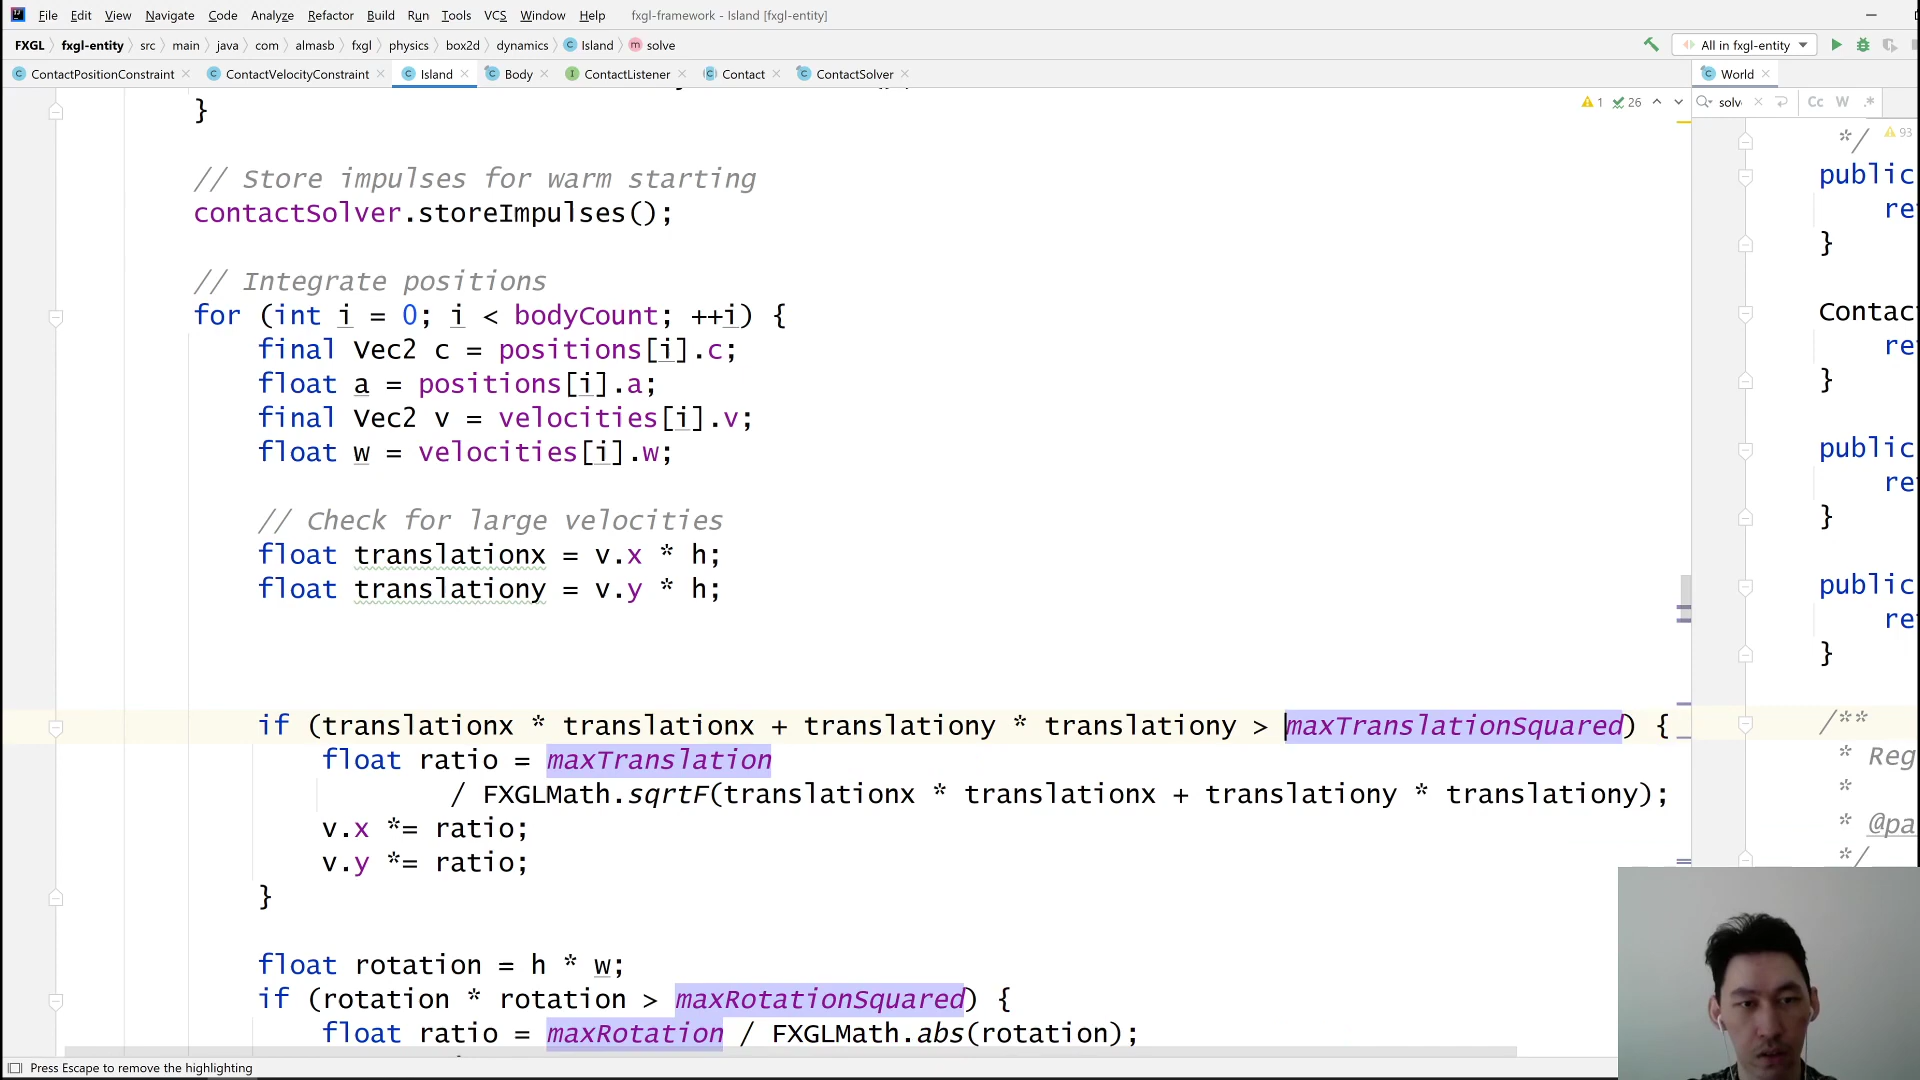 File Edit View Navigate Code Analyze Refactor Build Run Tools VCS Window Help fxgl-framework - Island [fxgl-entity]
FXGL fxgl-entity src main java com almasb fxgl physics box2d dynamics Island solve All in fxgl-entity
ContactPositionConstraint ContactVelocityConstraint Island Body ContactListener Contact ContactSolver World
1 26 solv Cc W .*
}
*/ 93
// Store impulses for warm starting
public
contactSolver.storeImpulses();
re
}
// Integrate positions
for (int i = 0; i < bodyCount; ++i) {
Contac
final Vec2 c = positions[i].c;
re
float a = positions[i].a;
}
final Vec2 v = velocities[i].v;
float w = velocities[i].w;
public
re
// Check for large velocities
}
float translationx = v.x * h;
float translationy = v.y * h;
public
re
}
if (translationx * translationx + translationy * translationy > maxTranslationSquared) {
/**
float ratio = maxTranslation
* Reg
*
/ FXGLMath.sqrtF(translationx * translationx + translationy * translationy);
v.x *= ratio;
* @pa
v.y *= ratio;
*/
}
float rotation = h * w;
if (rotation * rotation > maxRotationSquared) {
float ratio = maxRotation / FXGLMath.abs(rotation);
Press Escape to remove the highlighting